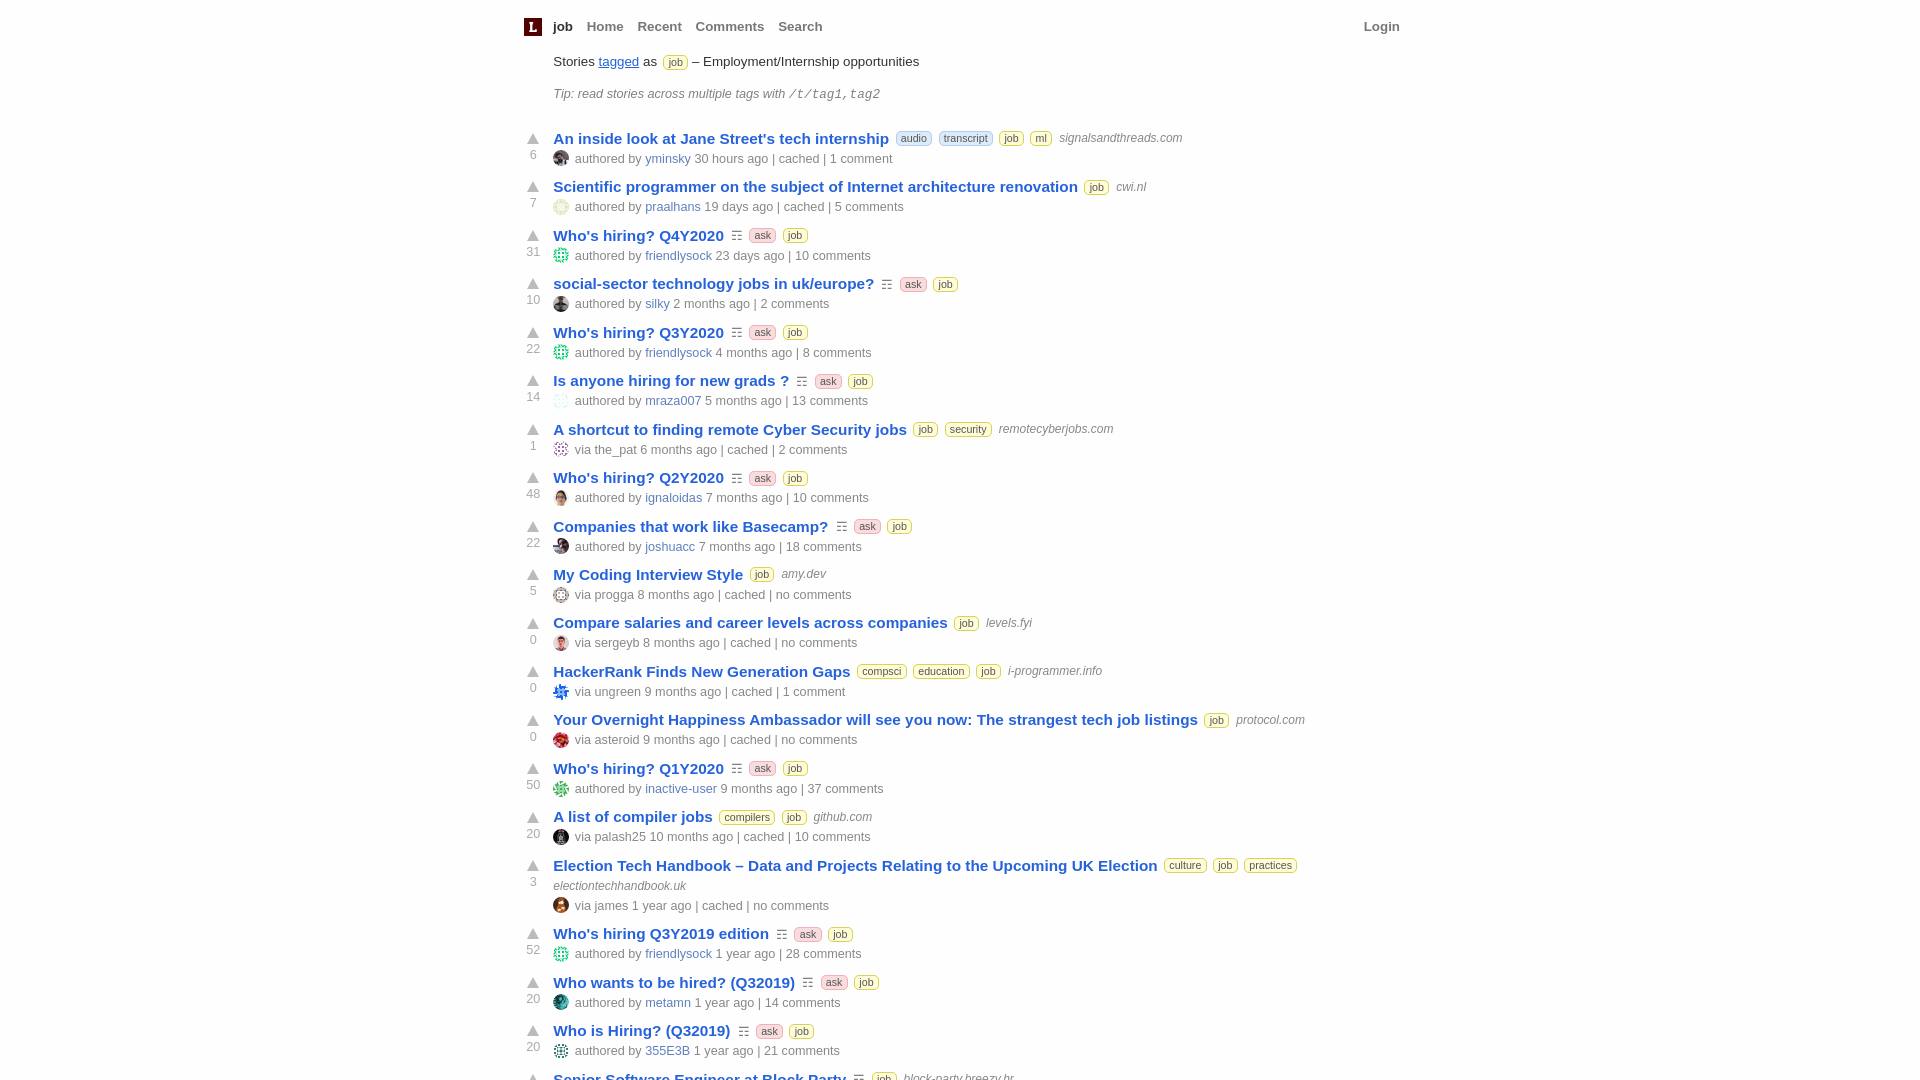 L job Home Recent Comments Search Login
Stories tagged as job – Employment/Internship opportunities
Tip: read stories across multiple tags with /t/tag1,tag2
An inside look at Jane Street's tech internship audio transcript job ml signalsandthreads.com
6
authored by yminsky 30 hours ago | cached | 1 comment
Scientific programmer on the subject of Internet architecture renovation job cwi.nl
7
authored by praalhans 19 days ago | cached | 5 comments
Who's hiring? Q4Y2020 ☶ ask job
31
authored by friendlysock 23 days ago | 10 comments
social-sector technology jobs in uk/europe? ☶ ask job
10
authored by silky 2 months ago | 2 comments
Who's hiring? Q3Y2020 ☶ ask job
22
authored by friendlysock 4 months ago | 8 comments
Is anyone hiring for new grads ? ☶ ask job
14
authored by mraza007 5 months ago | 13 comments
A shortcut to finding remote Cyber Security jobs job security remotecyberjobs.com
1
via the_pat 6 months ago | cached | 2 comments
Who's hiring? Q2Y2020 ☶ ask job
48
authored by ignaloidas 7 months ago | 10 comments
Companies that work like Basecamp? ☶ ask job
22
authored by joshuacc 7 months ago | 18 comments
My Coding Interview Style job amy.dev
5
via progga 8 months ago | cached | no comments
Compare salaries and career levels across companies job levels.fyi
0
via sergeyb 8 months ago | cached | no comments
HackerRank Finds New Generation Gaps compsci education job i-programmer.info
0
via ungreen 9 months ago | cached | 1 comment
Your Overnight Happiness Ambassador will see you now: The strangest tech job listings job protocol.com
0
via asteroid 9 months ago | cached | no comments
Who's hiring? Q1Y2020 ☶ ask job
50
authored by inactive-user 9 months ago | 37 comments
A list of compiler jobs compilers job github.com
20
via palash25 10 months ago | cached | 10 comments
Election Tech Handbook – Data and Projects Relating to the Upcoming UK Election culture job practices
3
electiontechhandbook.uk
via james 1 year ago | cached | no comments
Who's hiring Q3Y2019 edition ☶ ask job
52
authored by friendlysock 1 year ago | 28 comments
Who wants to be hired? (Q32019) ☶ ask job
20
authored by metamn 1 year ago | 14 comments
Who is Hiring? (Q32019) ☶ ask job
20
authored by 355E3B 1 year ago | 21 comments
Senior Software Engineer at Block Party ☶ job block-party.breezy.hr